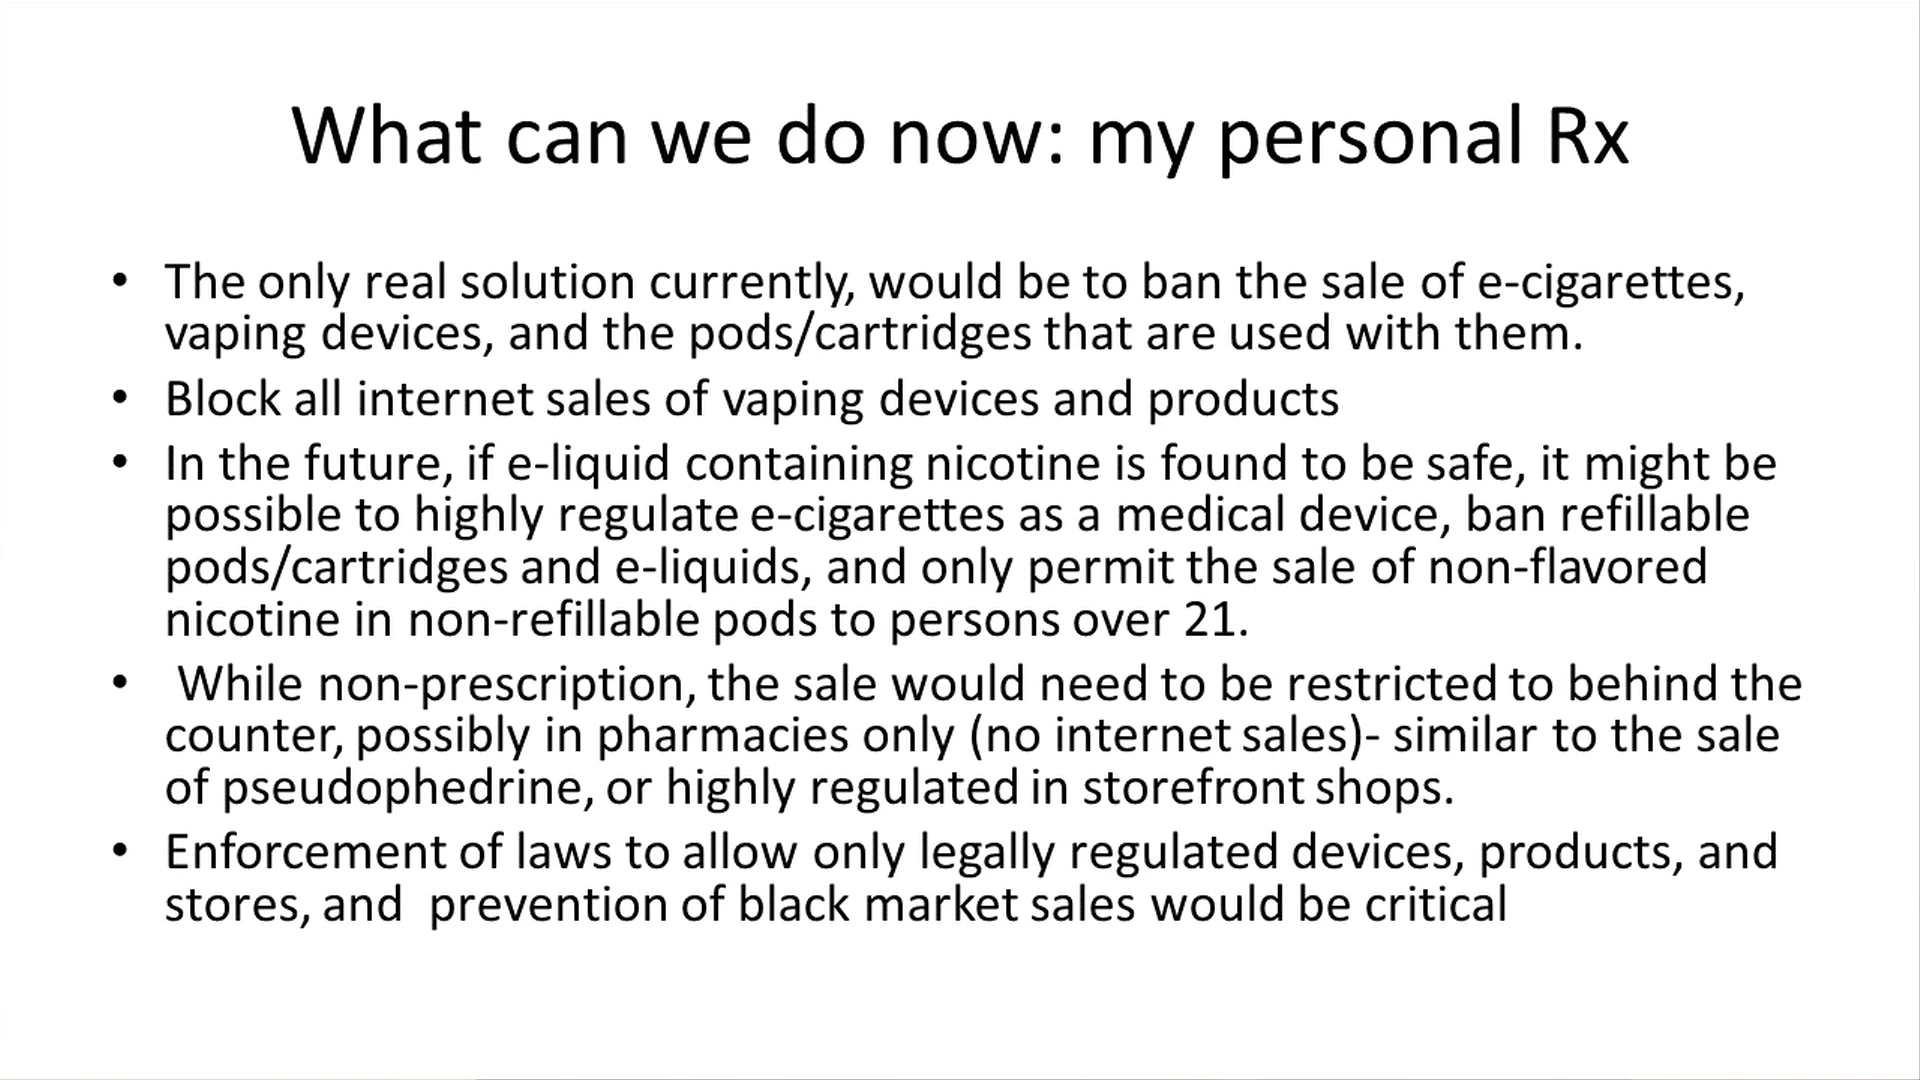 What can we do now: my personal Rx
• The only real solution currently, would be to ban the sale of e-cigarettes,
vaping devices, and the pods/cartridges that are used with them.
• Block all internet sales of vaping devices and products
• In the future, if e-liquid containing nicotine is found to be safe, it might be
possible to highly regulate e-cigarettes as a medical device, ban refillable
pods/cartridges and e-liquids, and only permit the sale of non-flavored
nicotine in non-refillable pods to persons over 21.
• While non-prescription, the sale would need to be restricted to behind the
counter, possibly in pharmacies only (no internet sales)- similar to the sale
of pseudophedrine, or highly regulated in storefront shops.
• Enforcement of laws to allow only legally regulated devices, products, and
stores, and  prevention of black market sales would be critical